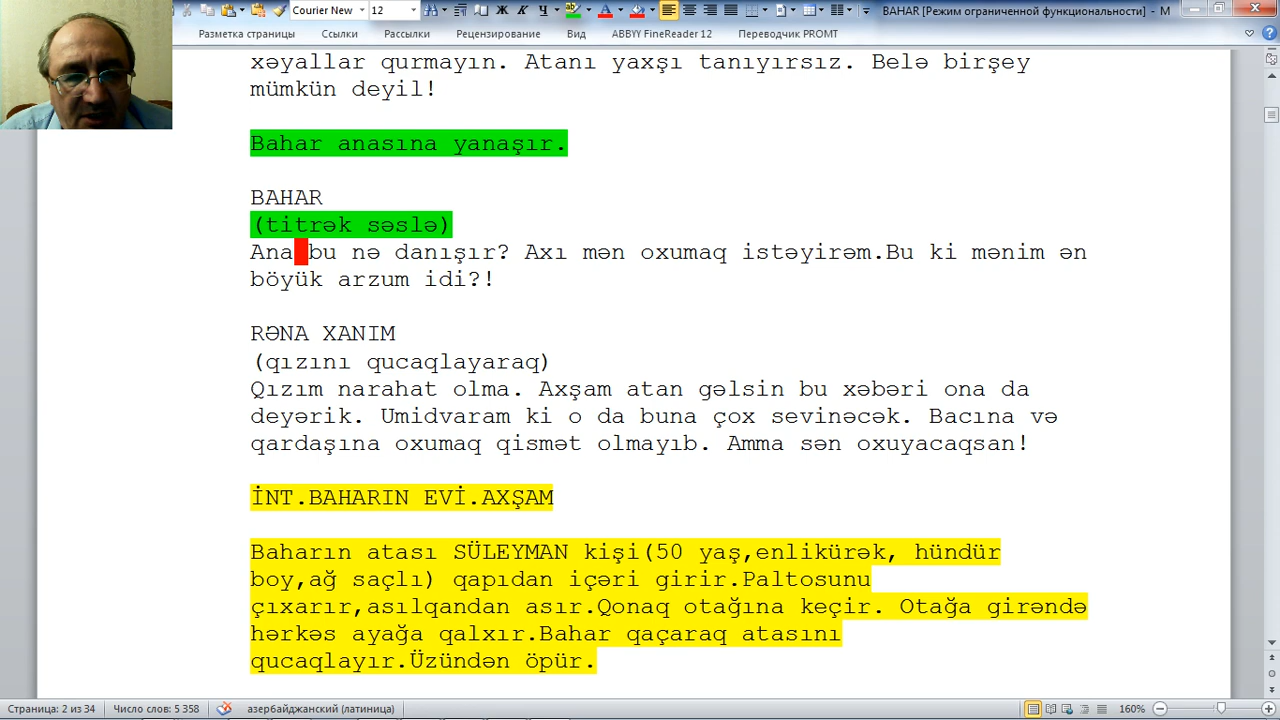 Courier New
12
Ж
К
Ч
BAHAR [Режим ограниченной функциональности] - M
Разметка страницы
Ссылки
Рассылки
Рецензирование
Вид
ABBYY FineReader 12
Переводчик PROMT
xəyallar qurmayın. Atanı yaxşı tanıyırsız. Belə birşey
mümkün deyil!
Bahar anasına yanaşır.
BAHAR
(titrək səslə)
Ana bu nə danışır? Axı mən oxumaq istəyirəm.Bu ki mənim ən
böyük arzum idi?!
RƏNA XANIM
(qızını qucaqlayaraq)
Qızım narahat olma. Axşam atan gəlsin bu xəbəri ona da
deyərik. Umidvaram ki o da buna çox sevinəcək. Bacına və
qardaşına oxumaq qismət olmayıb. Amma sən oxuyacaqsan!
İNT.BAHARIN EVİ.AXŞAM
Baharın atası SÜLEYMAN kişi(50 yaş,enlikürək, hündür
boy,ağ saçlı) qapıdan içəri girir.Paltosunu
çıxarır,asılqandan asır.Qonaq otağına keçir. Otağa girəndə
hərkəs ayağa qalxır.Bahar qaçaraq atasını
qucaqlayır.Üzündən öpür.
Страница: 2 из 34
Число слов: 5 358
азербайджанский (латиница)
160%